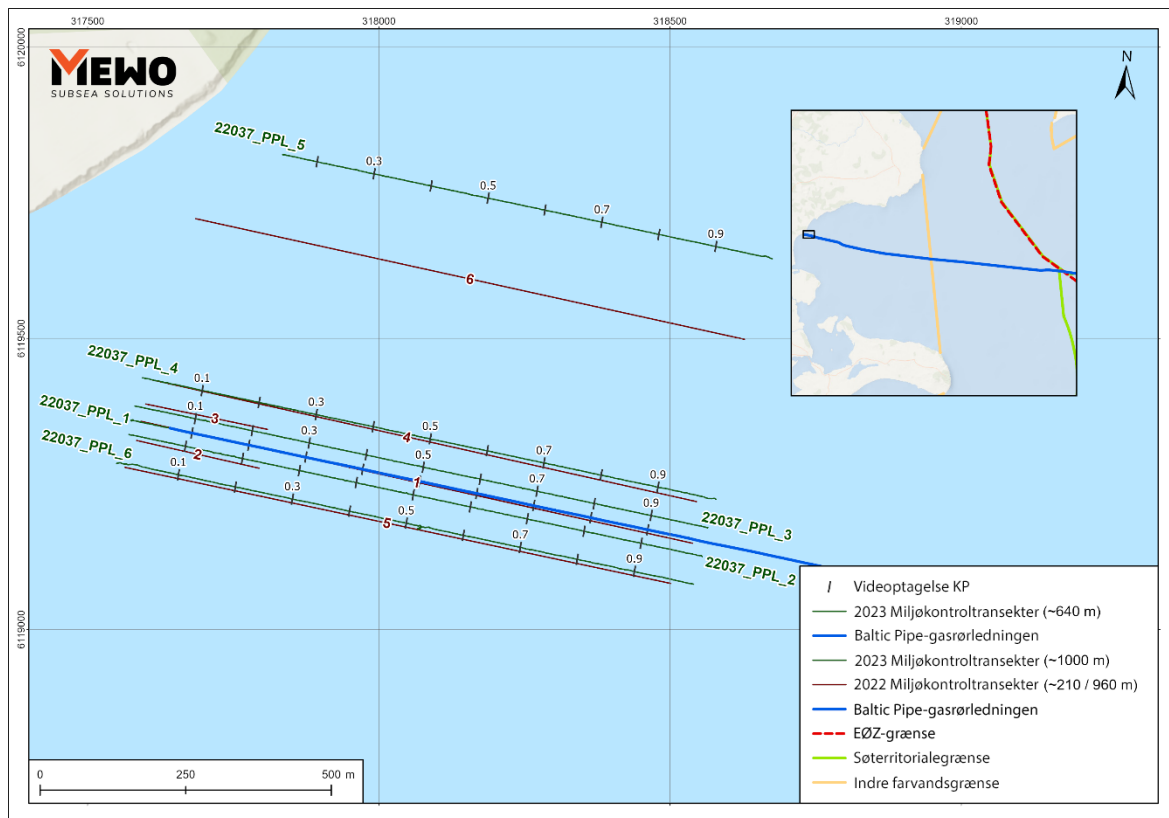 317500
318000
318500
319000
6120000
6119500
6119000
MEWO
SUBSEA SOLUTIONS
N
22037_PPL_5
0.3
0.5
0.7
0.9
6
22037_PPL_4
0.1
0.3
0.5
0.7
0.9
4
22037_PPL_1
0.1
0.3
0.5
0.7
0.9
3
22037_PPL_3
1
2
22037_PPL_2
22037_PPL_6
0.1
0.3
0.5
0.7
0.9
5
Videoptagelse KP
2023 Miljøkontroltransekter (~640 m)
Baltic Pipe-gasrørledningen
2023 Miljøkontroltransekter (~1000 m)
2022 Miljøkontroltransekter (~210 / 960 m)
Baltic Pipe-gasrørledningen
EØZ-grænse
Søterritorialegrænse
Indre farvandsgrænse
0
250
500 m